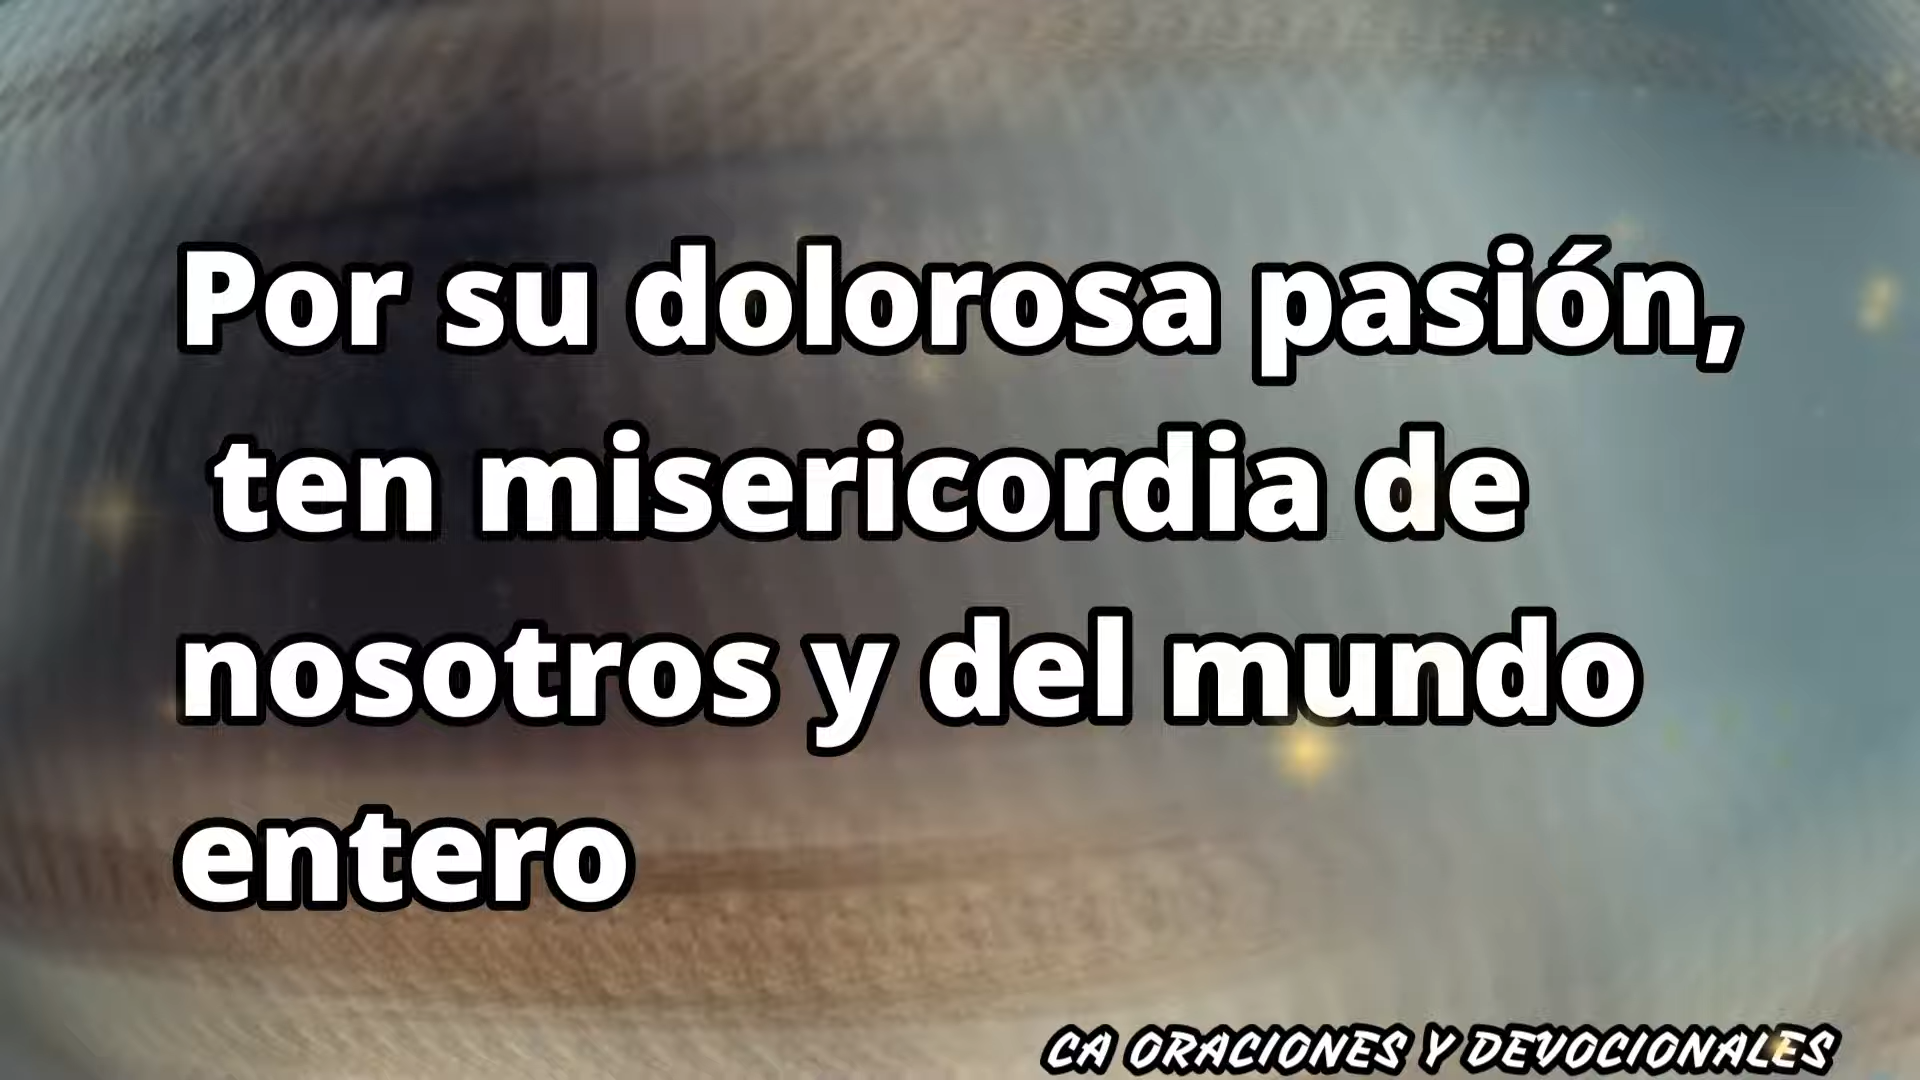 Por su dolorosa pasión,
ten misericordia de
nosotros y del mundo
entero
CA ORACIONES Y DEVOCIONALES